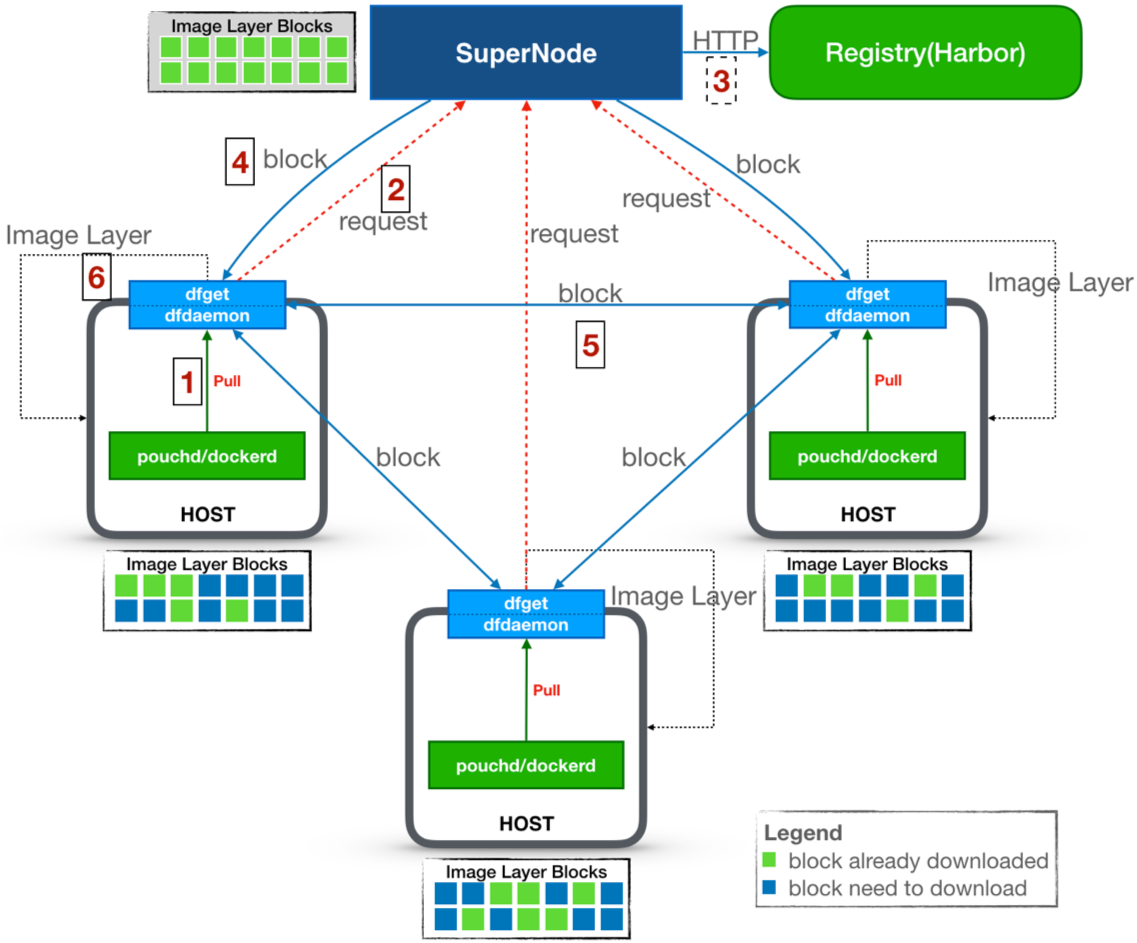 Image Layer Blocks
SuperNode
HTTP
3
Registry(Harbor)
4
block
2
request
request
request
block
Image Layer
6
dfget
dfdaemon
block
5
dfget
dfdaemon
Image Layer
1
Pull
Pull
pouchd/dockerd
pouchd/dockerd
block
block
HOST
HOST
Image Layer Blocks
Image Layer Blocks
dfget
dfdaemon
Image Layer
Pull
pouchd/dockerd
HOST
Image Layer Blocks
Legend
block already downloaded
block need to download